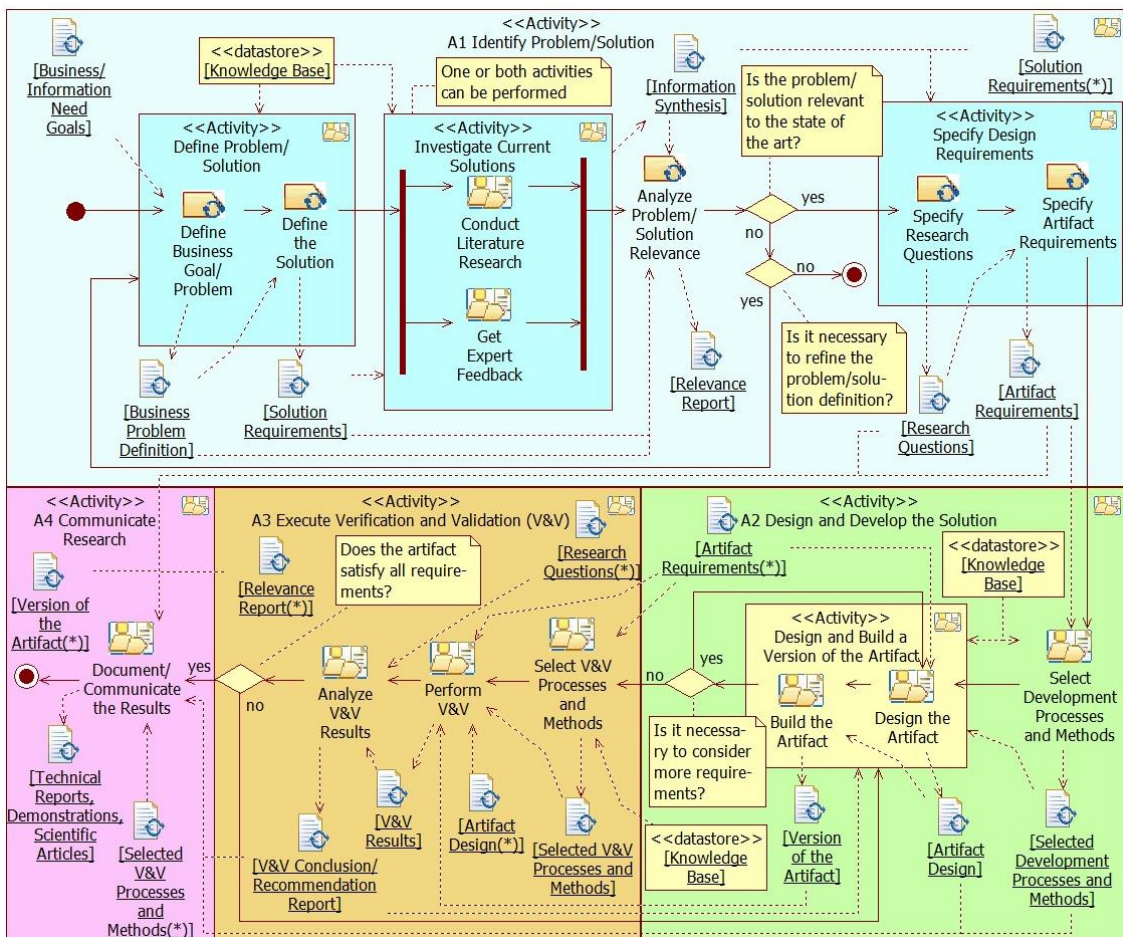 <<Activity>>
A1 Identify Problem/Solution
[Business/
Information
Need
Goals]
<<datastore>>
[Knowledge Base]
One or both activities
can be performed
[Information
Synthesis]
Is the problem/
solution relevant
to the state of
the art?
[Solution
Requirements(*)]
<<Activity>>
Define Problem/
Solution
Define
Business
Goal/
Problem
Define
the
Solution
<<Activity>>
Investigate Current
Solutions
Conduct
Literature
Research
Get
Expert
Feedback
Analyze
Problem/
Solution
Relevance
yes
no
no
yes
<<Activity>>
Specify Design
Requirements
Specify
Research
Questions
Specify
Artifact
Requirements
Is it necessary
to refine the
problem/solu-
tion definition?
[Business
Problem
Definition]
[Solution
Requirements]
[Relevance
Report]
[Research
Questions]
[Artifact
Requirements]
<<Activity>>
A4 Communicate
Research
[Version of
the
Artifact(*)]
Document/
Communicate
the Results
[Technical
Reports,
Demonstrations,
Scientific
Articles]
[Selected
V&V
Processes
and
Methods(*)]
<<Activity>>
A3 Execute Verification and Validation (V&V)
[Relevance
Report(*)]
Does the artifact
satisfy all require-
ments?
[Research
Questions(*)]
yes
no
Analyze
V&V
Results
Perform
V&V
Select V&V
Processes
and
Methods
[V&V Conclusion/
Recommendation
Report]
[V&V
Results]
[Artifact
Design(*)]
[Selected V&V
Processes and
Methods]
<<Activity>>
A2 Design and Develop the Solution
[Artifact
Requirements(*)]
<<datastore>>
[Knowledge
Base]
<<Activity>>
Design and Build a
Version of the Artifact
no
yes
Build the
Artifact
Design the
Artifact
Select
Development
Processes
and Methods
Is it necessa-
ry to consider
more require-
ments?
<<datastore>>
[Knowledge
Base]
[Version
of the
Artifact]
[Artifact
Design]
[Selected
Development
Processes and
Methods]